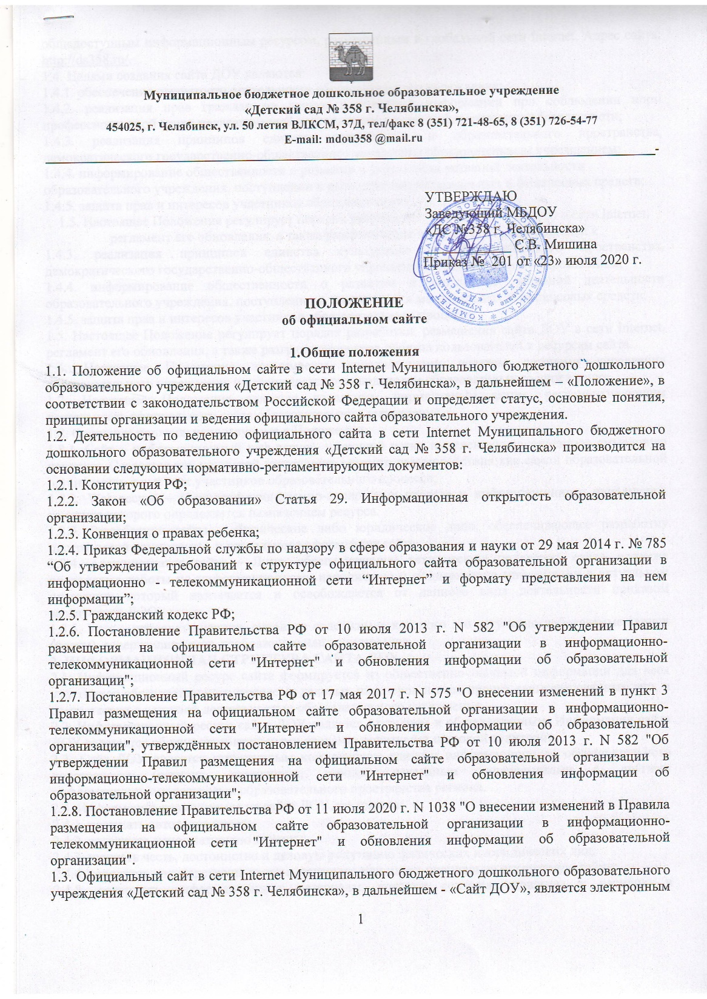 Муниципальное бюджетное дошкольное образовательное учреждение
«Детский сад № 358 г. Челябинска»,
454025, г. Челябинск, ул. 50 летия ВЛКСМ, 37Д, тел/факс 8 (351) 721-48-65, 8 (351) 726-54-77
E-mail: mdou358 @mail.ru
УТВЕРЖДАЮ
Заведующий МБДОУ
«ДС №358 г. Челябинска»
____________ С.В. Мишина
Приказ № 201 от «23» июля 2020 г.
ПОЛОЖЕНИЕ
об официальном сайте
1.Общие положения
1.1. Положение об официальном сайте в сети Internet Муниципального бюджетного дошкольного
образовательного учреждения «Детский сад № 358 г. Челябинска», в дальнейшем – «Положение», в
соответствии с законодательством Российской Федерации и определяет статус, основные понятия,
принципы организации и ведения официального сайта образовательного учреждения.
1.2. Деятельность по ведению официального сайта в сети Internet Муниципального бюджетного
дошкольного образовательного учреждения «Детский сад № 358 г. Челябинска» производится на
основании следующих нормативно-регламентирующих документов:
1.2.1. Конституция РФ;
1.2.2. Закон «Об образовании» Статья 29. Информационная открытость образовательной
организации;
1.2.3. Конвенция о правах ребенка;
1.2.4. Приказ Федеральной службы по надзору в сфере образования и науки от 29 мая 2014 г. № 785
“Об утверждении требований к структуре официального сайта образовательной организации в
информационно - телекоммуникационной сети “Интернет” и формату представления на нем
информации”;
1.2.5. Гражданский кодекс РФ;
1.2.6. Постановление Правительства РФ от 10 июля 2013 г. N 582 "Об утверждении Правил
размещения на официальном сайте образовательной организации в информационно-
телекоммуникационной сети "Интернет" и обновления информации об образовательной
организации";
1.2.7. Постановление Правительства РФ от 17 мая 2017 г. N 575 "О внесении изменений в пункт 3
Правил размещения на официальном сайте образовательной организации в информационно-
телекоммуникационной сети "Интернет" и обновления информации об образовательной
организации", утверждённых постановлением Правительства РФ от 10 июля 2013 г. N 582 "Об
утверждении Правил размещения на официальном сайте образовательной организации в
информационно-телекоммуникационной сети "Интернет" и обновления информации об
образовательной организации";
1.2.8. Постановление Правительства РФ от 11 июля 2020 г. N 1038 "О внесении изменений в Правила
размещения на официальном сайте образовательной организации в информационно-
телекоммуникационной сети "Интернет" и обновления информации об образовательной
организации".
1.3. Официальный сайт в сети Internet Муниципального бюджетного дошкольного образовательного
учреждения «Детский сад № 358 г. Челябинска», в дальнейшем - «Сайт ДОУ», является электронным
1